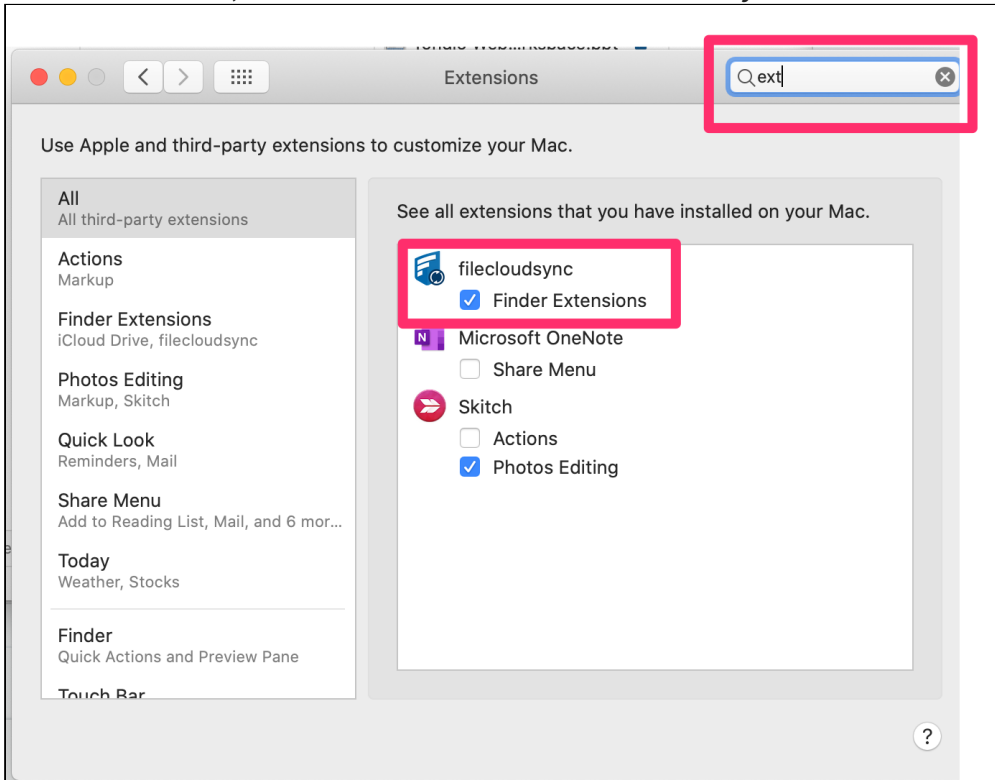 Extensions
ext
Use Apple and third-party extensions to customize your Mac.
All
All third-party extensions
Actions
Markup
Finder Extensions
iCloud Drive, filecloudsync
Photos Editing
Markup, Skitch
Quick Look
Reminders, Mail
Share Menu
Add to Reading List, Mail, and 6 mor...
Today
Weather, Stocks
Finder
Quick Actions and Preview Pane
Touch Bar
See all extensions that you have installed on your Mac.
filecloudsync
Finder Extensions
N
Microsoft OneNote
Share Menu
Skitch
Actions
Photos Editing
?